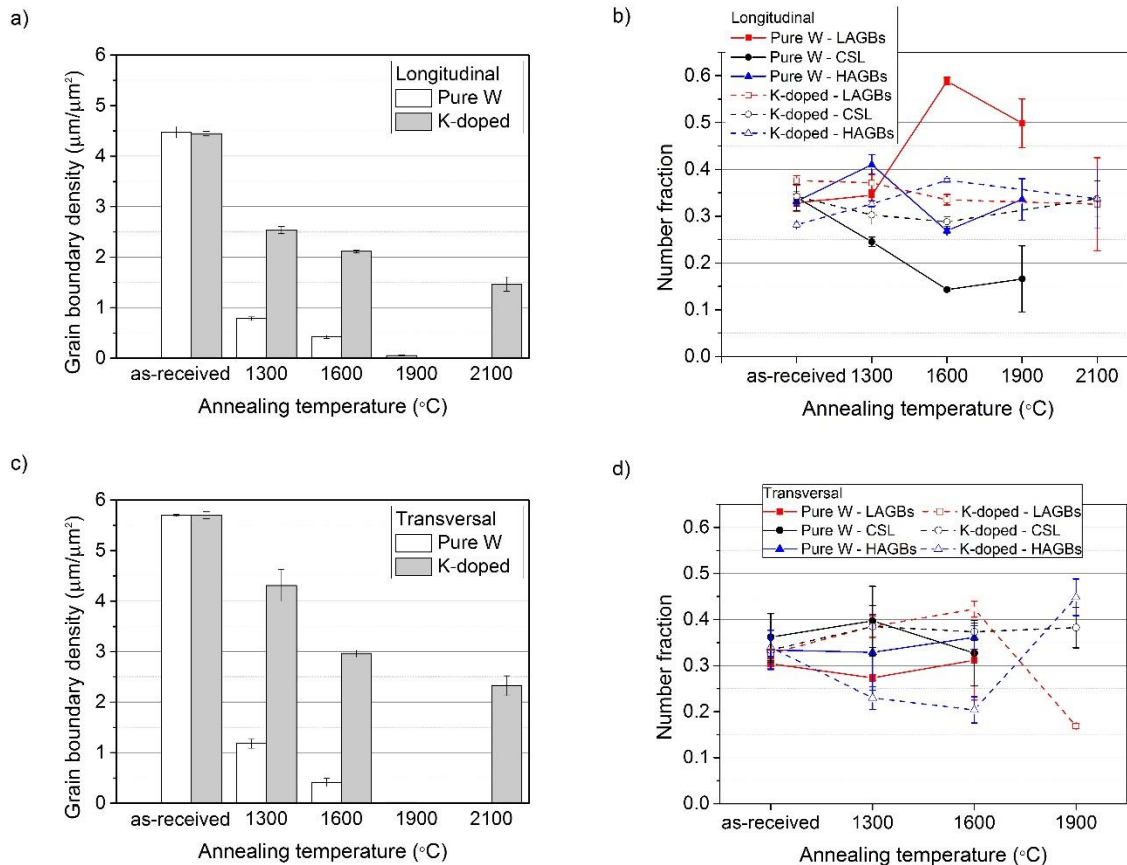 a)
Grain boundary density (μm/μm²)
6
5
4
3
2
1
0
Longitudinal
Pure W
K-doped
as-received 1300 1600 1900 2100
Annealing temperature (°C)
b)
Longitudinal
Pure W - LAGBs
Pure W - CSL
Pure W - HAGBs
K-doped - LAGBs
K-doped - CSL
K-doped - HAGBs
Number fraction
0.6
0.5
0.4
0.3
0.2
0.1
0.0
as-received 1300 1600 1900 2100
Annealing temperature (°C)
c)
Grain boundary density (μm/μm²)
6
5
4
3
2
1
0
Transversal
Pure W
K-doped
as-received 1300 1600 1900 2100
Annealing temperature (°C)
d)
Transversal
Pure W - LAGBs K-doped - LAGBs
Pure W - CSL K-doped - CSL
Pure W - HAGBs K-doped - HAGBs
Number fraction
0.6
0.5
0.4
0.3
0.2
0.1
0.0
as-received 1300 1600 1900
Annealing temperature (°C)